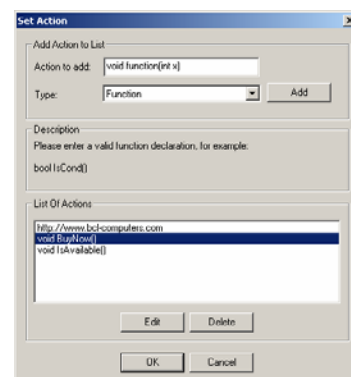 Set Action
Add Action to List
Action to add: void function(int x)
Type: Function Add
Description
Please enter a valid function declaration, for example:
bool IsCond()
List Of Actions
http://www.bcl-computers.com
void BuyNow()
void IsAvailable()
Edit Delete
OK Cancel